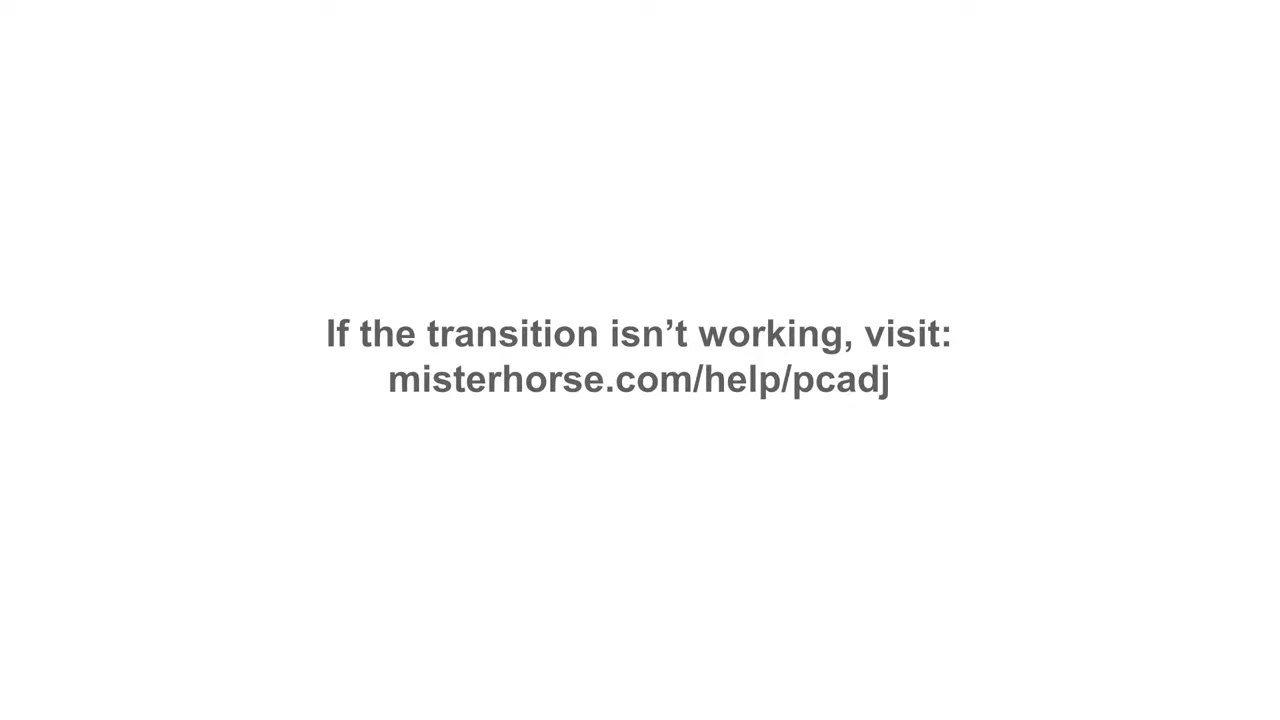 If the transition isn’t working, visit:
misterhorse.com/help/pcadj